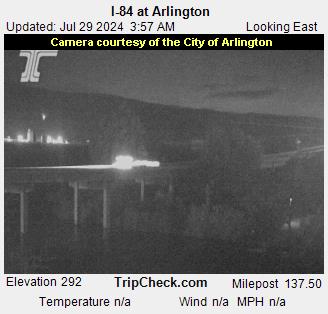 I-84 at Arlington
Updated: Jul 29 2024 3:57 AM Looking East
Camera courtesy of the City of Arlington
Elevation 292 TripCheck.com Milepost 137.50
Temperature n/a Wind n/a MPH n/a